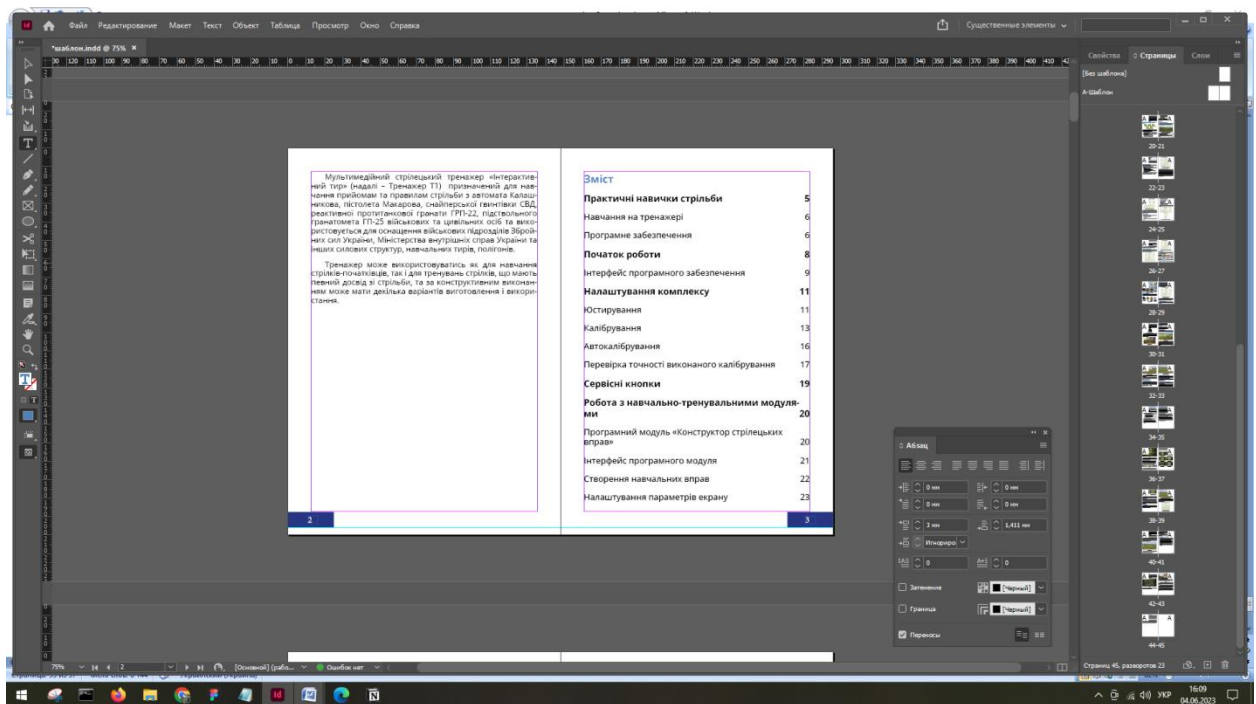 Файл Редактирование Макет Текст Объект Таблица Просмотр Окно Справка
Существенные элементы
*шаблон.indd @ 75% ×
Мультимедійний стрілецький тренажер «Інтерактив-
ний тир» (надалі – Тренажер Т1) призначений для нав-
чання прийомам та правилам стрільби з автомата Калаш-
никова, пістолета Макарова, снайперської гвинтівки СВД,
реактивної протитанкової гранати ГРП-22, підствольного
гранатомета ГП-25 військових та цивільних осіб та вико-
ристовується для оснащення військових підрозділів Зброй-
них сил України, Міністерства внутрішніх справ України та
інших силових структур, навчальних тирів, полігонів.
Тренажер може використовуватись як для навчання
стрілків-початківців, так і для тренувань стрілків, що мають
певний досвід зі стрільби, та за конструктивним виконан-
ням може мати декілька варіантів виготовлення і викори-
стання.
2
Зміст
Практичні навички стрільби 5
Навчання на тренажері 6
Програмне забезпечення 6
Початок роботи 8
Інтерфейс програмного забезпечення 9
Налаштування комплексу 11
Юстирування 11
Калібрування 13
Автокалібрування 16
Перевірка точності виконаного калібрування 17
Сервісні кнопки 19
Робота з навчально-тренувальними модуля-
ми 20
Програмний модуль «Конструктор стрілецьких
вправ» 20
Інтерфейс програмного модуля 21
Створення навчальних вправ 22
Налаштування параметрів екрану 23
3
Абзац
0 мм 0 мм
0 мм 0 мм
3 мм 1,411 мм
Игнориро
0 0
Затенение [Черный]
Граница [Черный]
Переносы
Свойства Страницы Слои
[Без шаблона]
A-Шаблон
20-21
22-23
24-25
26-27
28-29
30-31
32-33
34-35
36-37
38-39
40-41
42-43
44-45
Страниц 45, разворотов 23
75% 2 [Основной] (рабо... Ошибок нет
УКР 16:09
04.06.2023